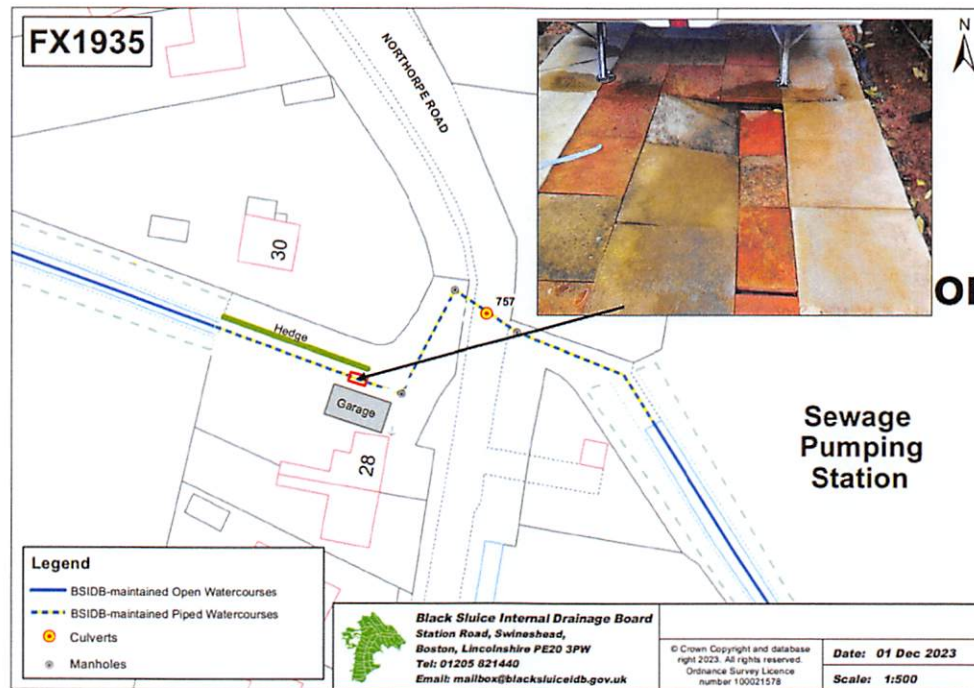 FX1935
NORTHORPE ROAD
N
30
757
Hedge
Garage
28
Sewage
Pumping
Station
Legend
BSIDB-maintained Open Watercourses
BSIDB-maintained Piped Watercourses
Culverts
Manholes
Black Sluice Internal Drainage Board
Station Road, Swineshead,
Boston, Lincolnshire PE20 3PW
Tel: 01205 821440
Email: mailbox@blacksluiceidb.gov.uk
© Crown Copyright and database
right 2023. All rights reserved.
Ordnance Survey Licence
number 100021578
Date: 01 Dec 2023
Scale: 1:500